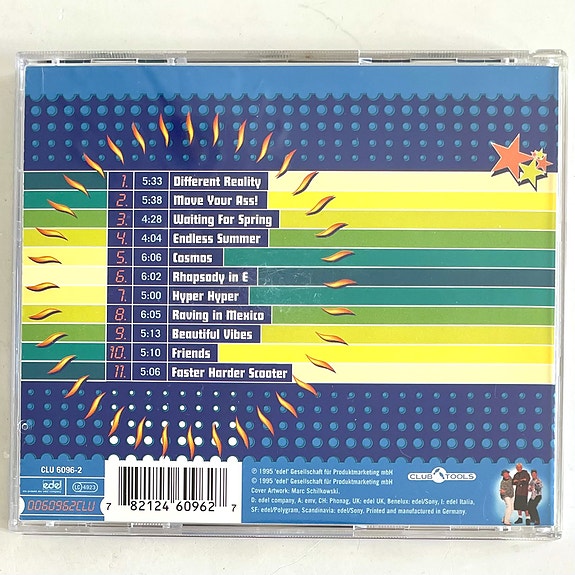 1. 5:33 Different Reality
2. 5:38 Move Your Ass!
3. 4:28 Waiting For Spring
4. 4:04 Endless Summer
5. 6:06 Cosmos
6. 6:02 Rhapsody in E
7. 5:00 Hyper Hyper
8. 6:05 Raving in Mexico
9. 5:13 Beautiful Vibes
10. 5:10 Friends
11. 5:06 Faster Harder Scooter
CLU 6096-2
edel
LC 4923
0060962CLU
7 82124 60962 7
℗ 1995 'edel' Gesellschaft für Produktmarketing mbH
© 1995 'edel' Gesellschaft für Produktmarketing mbH
Cover Artwork: Marc Schilkowski.
D: edel company, A: emv, CH: Phonag, UK: edel UK, Benelux: edel/Sony, I: edel Italia,
SF: edel/Polygram, Scandinavia: edel/Sony. Printed and manufactured in Germany.
CLUB TOOLS